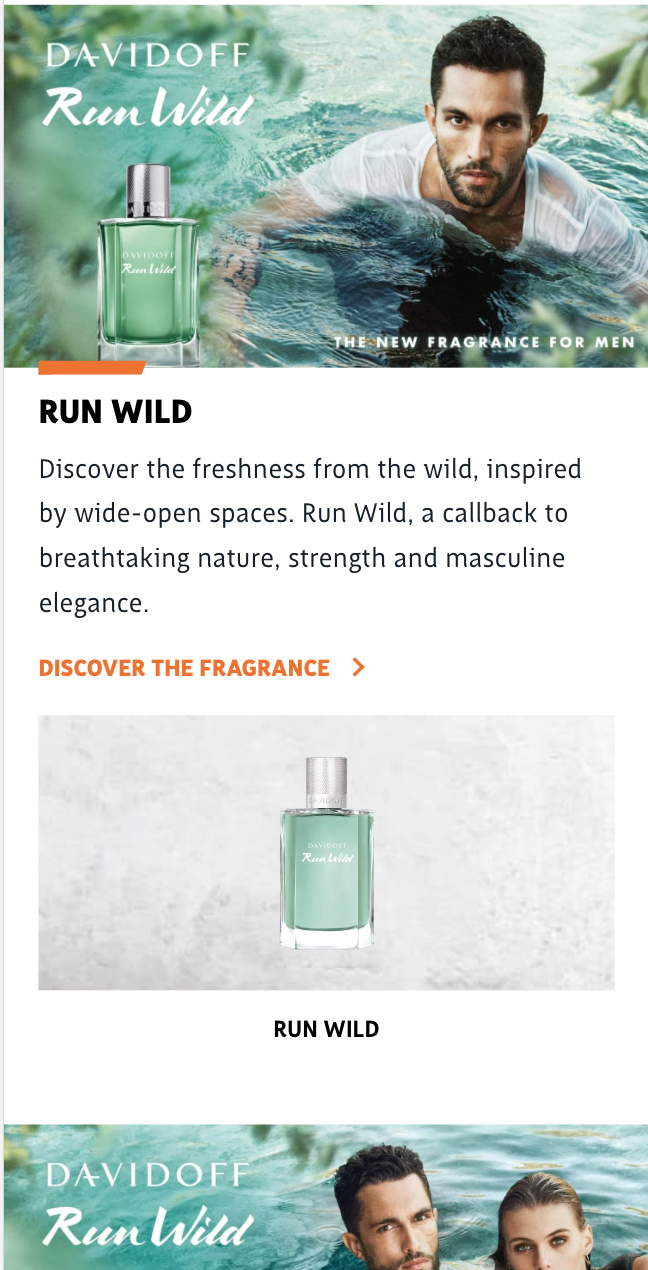 DAVIDOFF
Run Wild
DAVIDOFF
Run Wild
THE NEW FRAGRANCE FOR MEN
RUN WILD
Discover the freshness from the wild, inspired
by wide-open spaces. Run Wild, a callback to
breathtaking nature, strength and masculine
elegance.
DISCOVER THE FRAGRANCE
DAVIDOFF
Run Wild
RUN WILD
DAVIDOFF
Run Wild